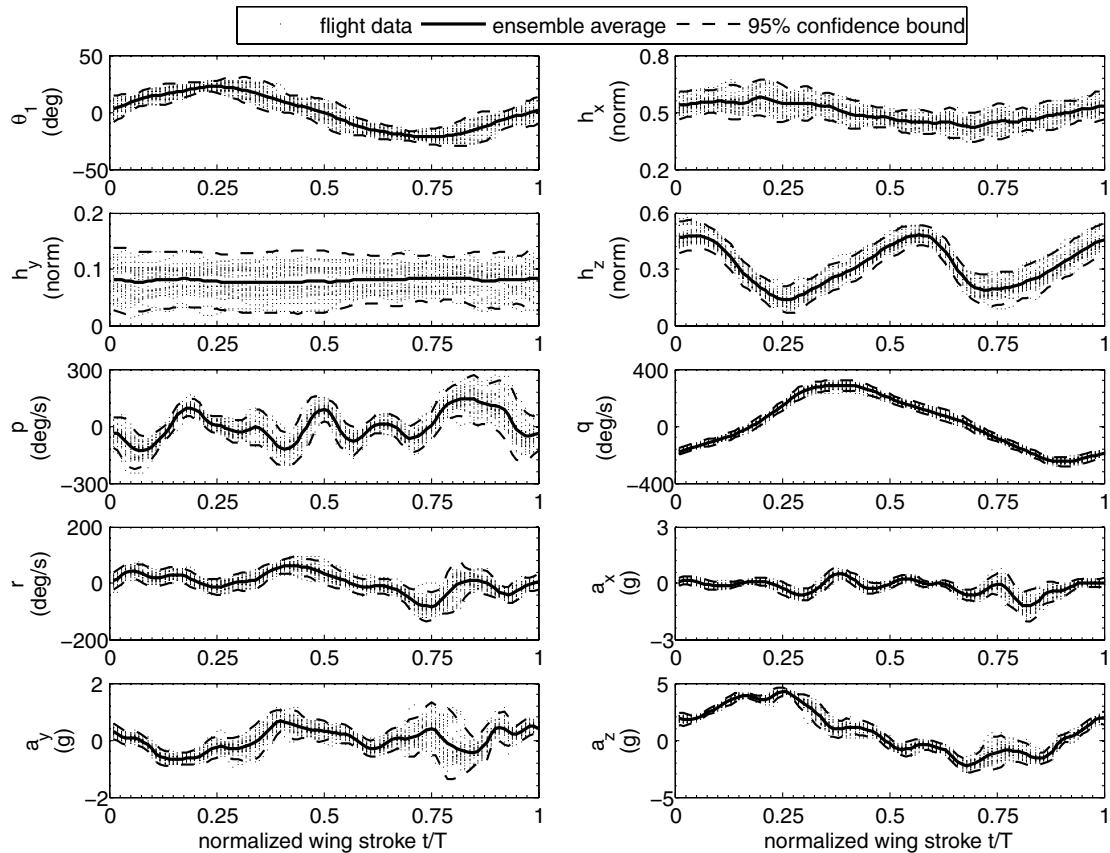 flight data ensemble average 95% confidence bound
50
0
−50
θ1
(deg)
0 0.25 0.5 0.75 1
0.8
0.5
0.2
hx
(norm)
0 0.25 0.5 0.75 1
0.2
0.1
0
hy
(norm)
0 0.25 0.5 0.75 1
0.6
0.3
0
hz
(norm)
0 0.25 0.5 0.75 1
300
0
−300
p
(deg/s)
0 0.25 0.5 0.75 1
400
0
−400
q
(deg/s)
0 0.25 0.5 0.75 1
200
0
−200
r
(deg/s)
0 0.25 0.5 0.75 1
3
0
−3
ax
(g)
0 0.25 0.5 0.75 1
2
0
−2
ay
(g)
0 0.25 0.5 0.75 1
normalized wing stroke t/T
5
0
−5
az
(g)
0 0.25 0.5 0.75 1
normalized wing stroke t/T